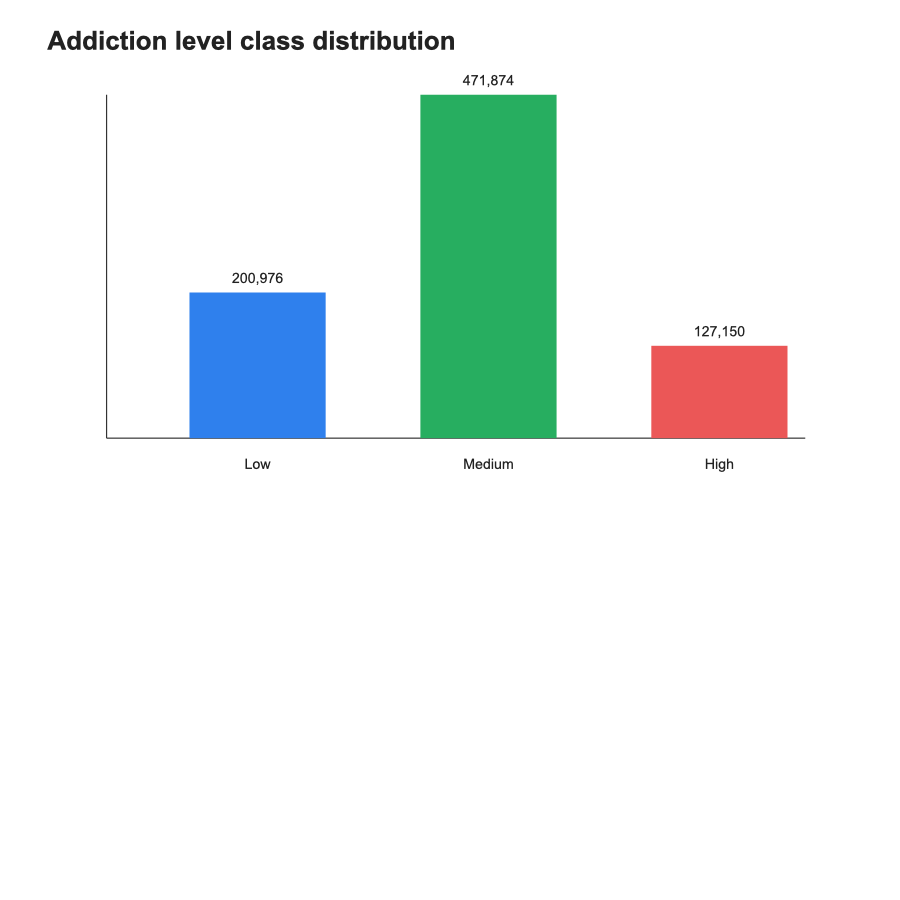 Addiction level class distribution
471,874
200,976
127,150
Low
Medium
High